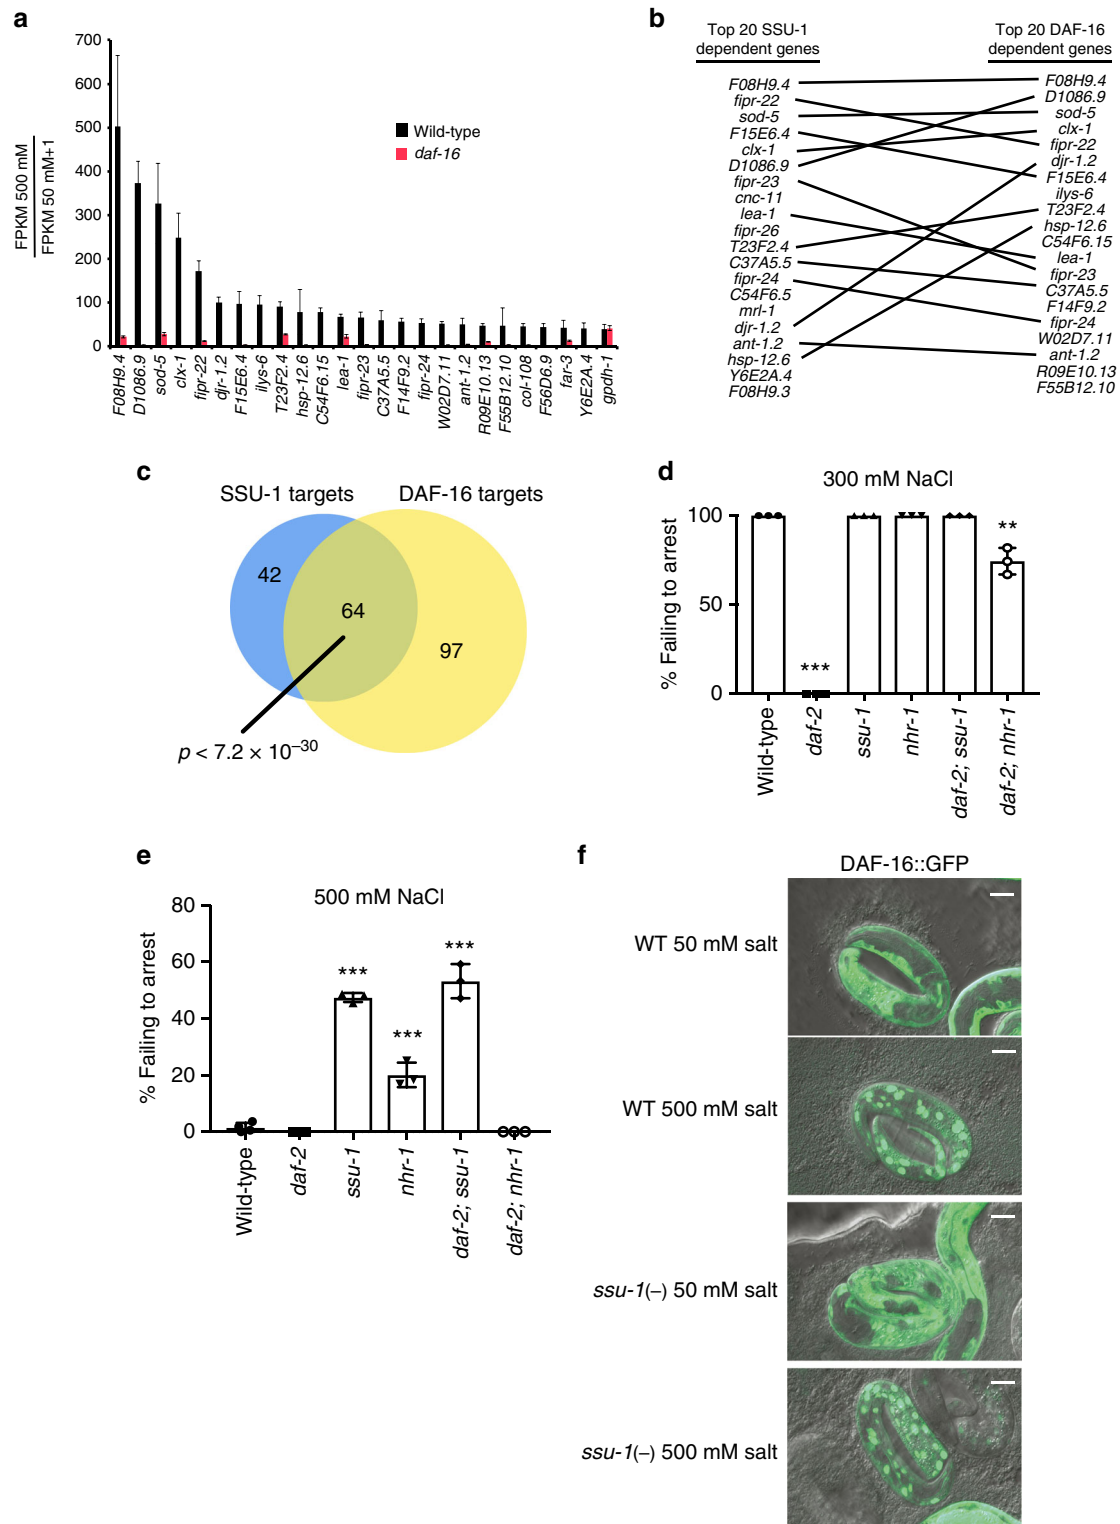 a
700
600
500
400
300
200
100
0
FPKM 500 mM
FPKM 50 mM+1
Wild-type
daf-16
F08H9.4
D1086.9
sod-5
clx-1
fipr-22
djr-1.2
F15E6.4
ilys-6
T23F2.4
hsp-12.6
C54F6.15
lea-1
fipr-23
C37A5.5
F14F9.2
fipr-24
W02D7.11
ant-1.2
R09E10.13
F55B12.10
col-108
F56D6.9
far-3
Y6E2A.4
gpdh-1
b
Top 20 SSU-1
dependent genes
F08H9.4
fipr-22
sod-5
F15E6.4
clx-1
D1086.9
fipr-23
cnc-11
lea-1
fipr-26
T23F2.4
C37A5.5
fipr-24
C54F6.5
mrl-1
djr-1.2
ant-1.2
hsp-12.6
Y6E2A.4
F08H9.3
Top 20 DAF-16
dependent genes
F08H9.4
D1086.9
sod-5
clx-1
fipr-22
djr-1.2
F15E6.4
ilys-6
T23F2.4
hsp-12.6
C54F6.15
lea-1
fipr-23
C37A5.5
F14F9.2
fipr-24
W02D7.11
ant-1.2
R09E10.13
F55B12.10
c
SSU-1 targets
DAF-16 targets
42
64
97
p < 7.2 × 10–30
d
300 mM NaCl
% Failing to arrest
100
50
0
***
**
Wild-type
daf-2
ssu-1
nhr-1
daf-2; ssu-1
daf-2; nhr-1
e
500 mM NaCl
% Failing to arrest
80
60
40
20
0
***
***
***
Wild-type
daf-2
ssu-1
nhr-1
daf-2; ssu-1
daf-2; nhr-1
f
DAF-16::GFP
WT 50 mM salt
WT 500 mM salt
ssu-1(–) 50 mM salt
ssu-1(–) 500 mM salt